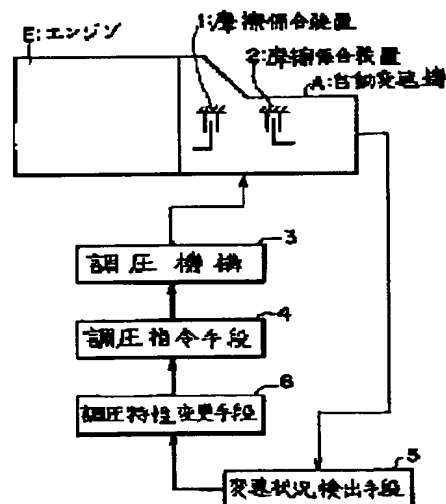 E:エンジン
1:摩擦係合装置
2:摩擦係合装置
A:自動変速機
調圧機構
3
調圧指令手段
4
調圧特性変更手段
6
変速状況検出手段
5